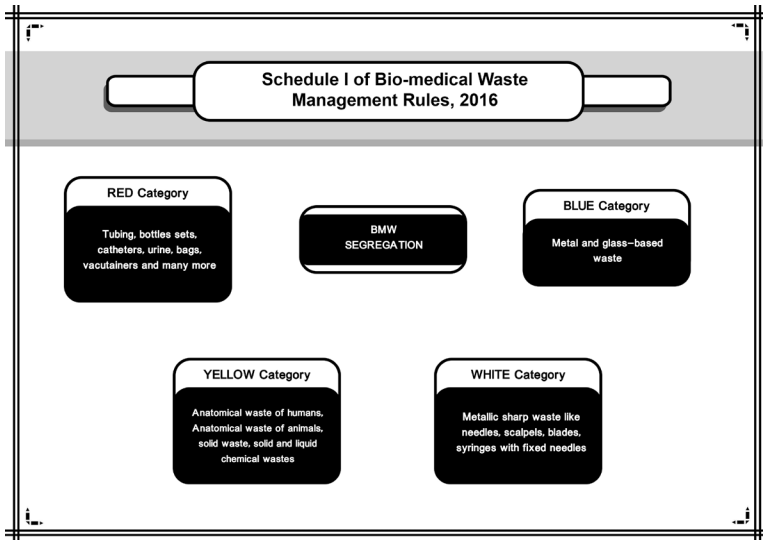 Schedule I of Bio-medical Waste
Management Rules, 2016
RED Category
Tubing, bottles sets,
catheters, urine, bags,
vacutainers and many more
BMW
SEGREGATION
BLUE Category
Metal and glass-based
waste
YELLOW Category
Anatomical waste of humans,
Anatomical waste of animals,
solid waste, solid and liquid
chemical wastes
WHITE Category
Metallic sharp waste like
needles, scalpels, blades,
syringes with fixed needles